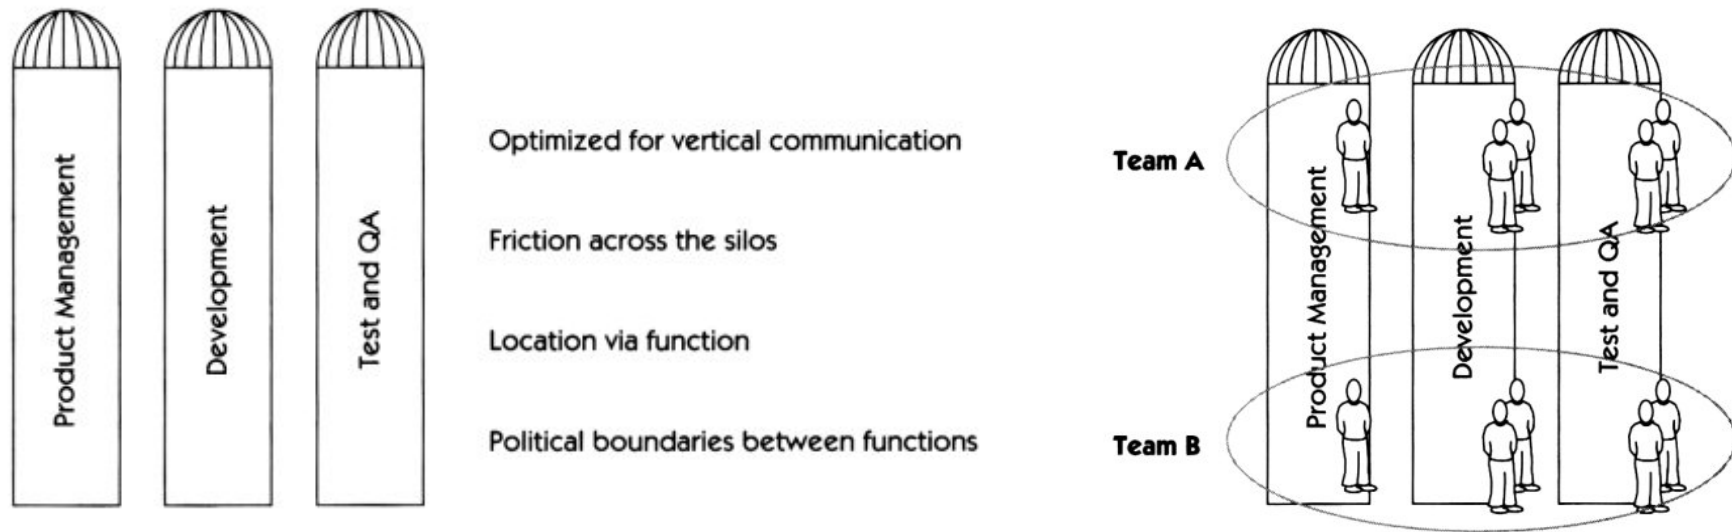 Product Management
Development
Test and QA
Optimized for vertical communication
Friction across the silos
Location via function
Political boundaries between functions
Team A
Team B
Product Management
Development
Test and QA